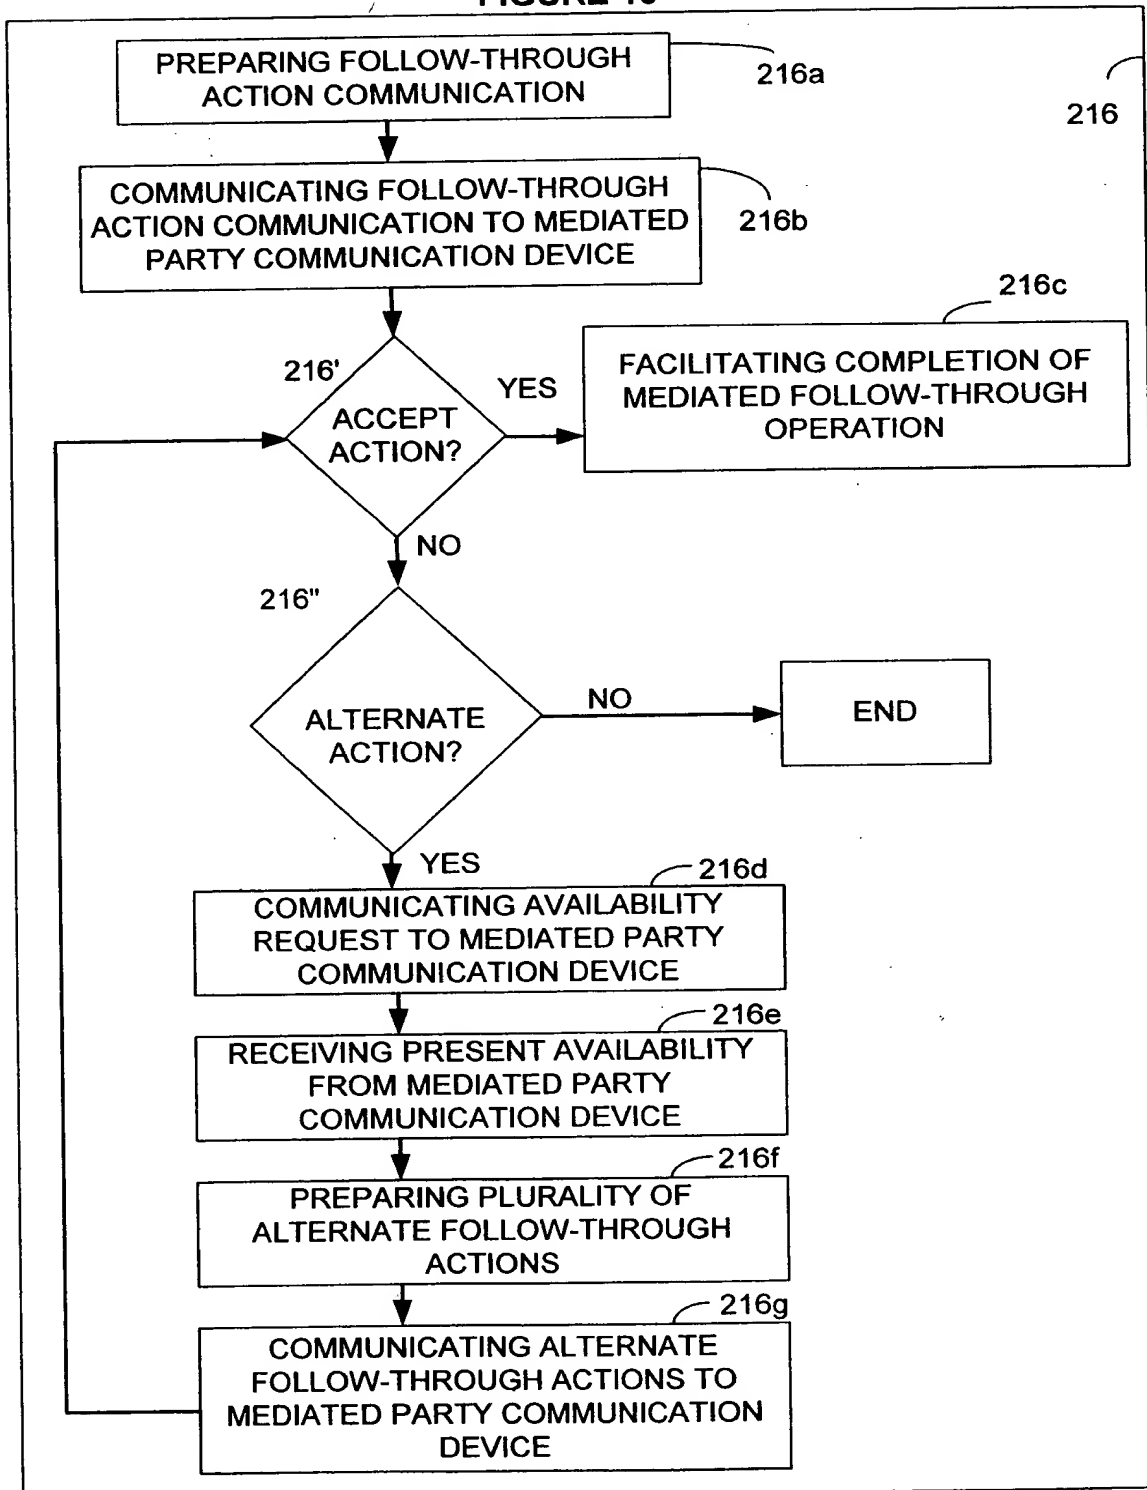 PREPARING FOLLOW-THROUGH
ACTION COMMUNICATION
216a
216
COMMUNICATING FOLLOW-THROUGH
ACTION COMMUNICATION TO MEDIATED
PARTY COMMUNICATION DEVICE
216b
216c
FACILITATING COMPLETION OF
MEDIATED FOLLOW-THROUGH
OPERATION
216'
YES
ACCEPT
ACTION?
NO
216"
ALTERNATE
ACTION?
NO
END
YES
216d
COMMUNICATING AVAILABILITY
REQUEST TO MEDIATED PARTY
COMMUNICATION DEVICE
216e
RECEIVING PRESENT AVAILABILITY
FROM MEDIATED PARTY
COMMUNICATION DEVICE
216f
PREPARING PLURALITY OF
ALTERNATE FOLLOW-THROUGH
ACTIONS
216g
COMMUNICATING ALTERNATE
FOLLOW-THROUGH ACTIONS TO
MEDIATED PARTY COMMUNICATION
DEVICE